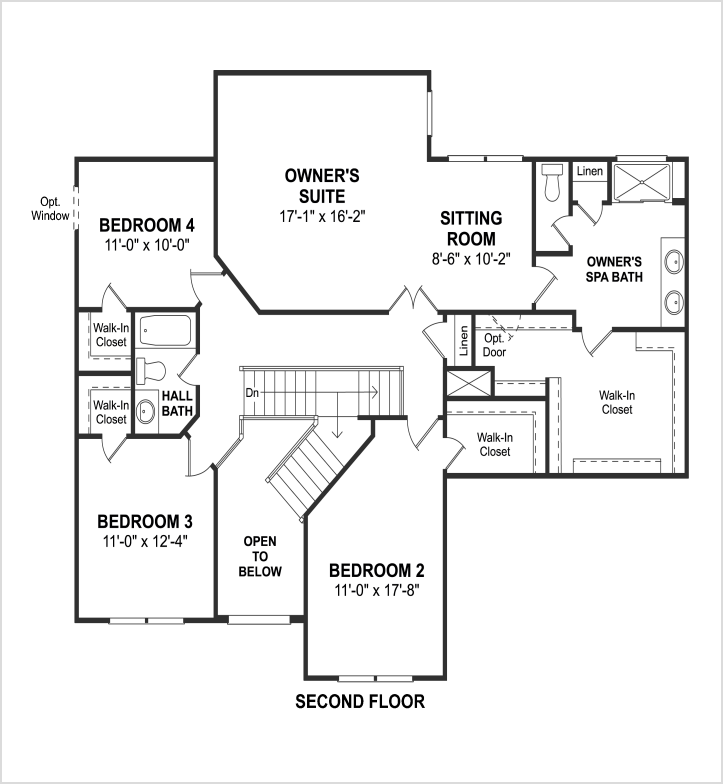 OWNER'S
SUITE
17'-1" x 16'-2"
Linen
Opt.
Window
BEDROOM 4
11'-0" x 10'-0"
SITTING
ROOM
8'-6" x 10'-2"
OWNER'S
SPA BATH
Walk-In
Closet
Linen
Opt.
Door
Walk-In
Closet
HALL
BATH
Dn
Walk-In
Closet
Walk-In
Closet
BEDROOM 3
11'-0" x 12'-4"
OPEN
TO
BELOW
BEDROOM 2
11'-0" x 17'-8"
SECOND FLOOR